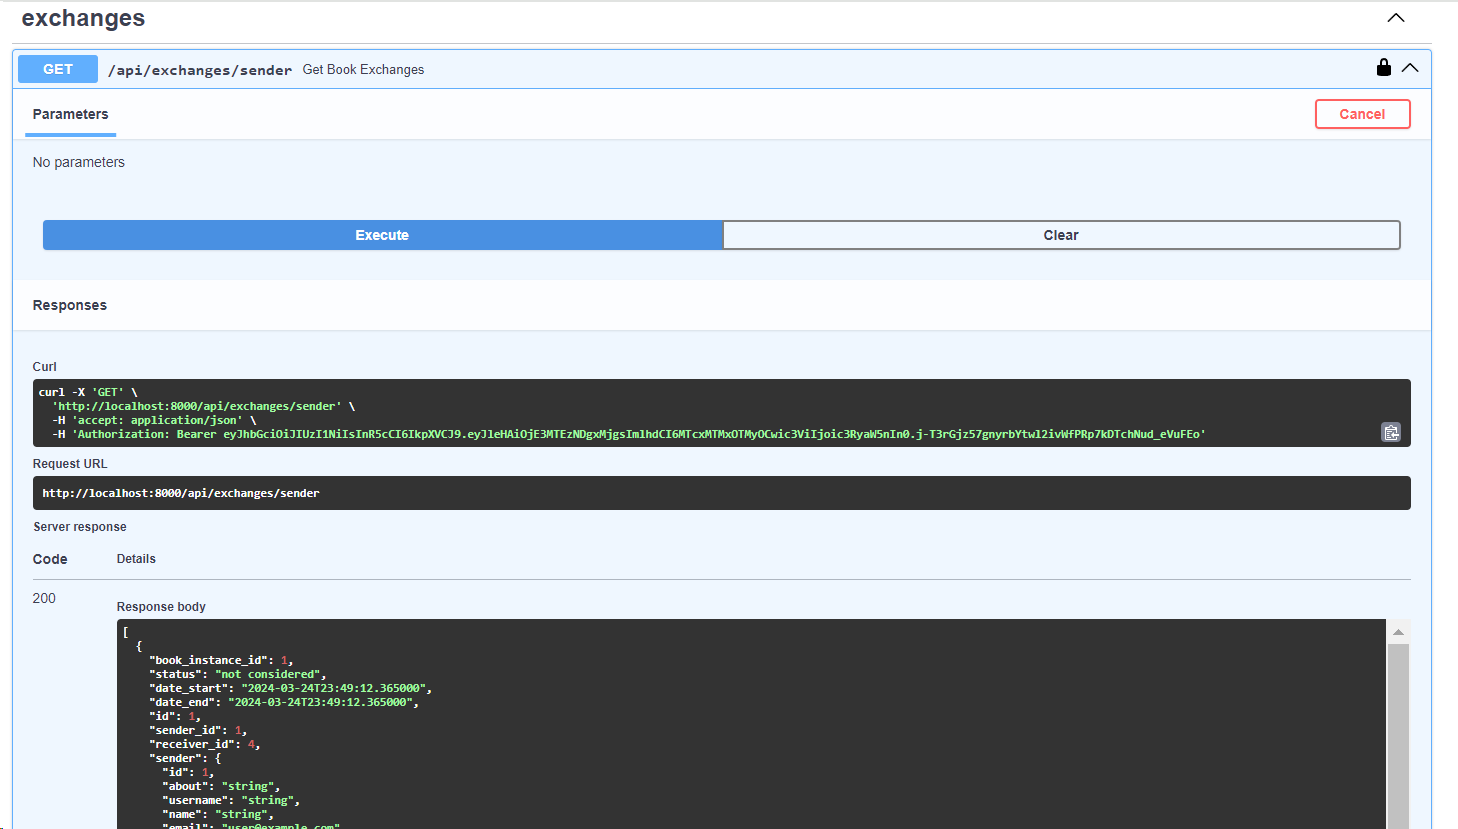 exchanges
GET /api/exchanges/sender Get Book Exchanges
Parameters
Cancel
No parameters
Execute
Clear
Responses
Curl
curl -X 'GET' \
'http://localhost:8000/api/exchanges/sender' \
-H 'accept: application/json' \
-H 'Authorization: Bearer eyJhbGciOiJIUzI1NiIsInR5cCI6IkpXVCJ9.eyJleHAiOjE3MTEzNDgxMjgsImlhdCI6MTcxMTMxOTMyOCwic3ViIjoic3RyaW5nIn0.j-T3rGjz57gnyrbYtwl2ivWfPRp7kDTchNud_eVuFEo'
Request URL
http://localhost:8000/api/exchanges/sender
Server response
Code Details
200
Response body
[
{
"book_instance_id": 1,
"status": "not considered",
"date_start": "2024-03-24T23:49:12.365000",
"date_end": "2024-03-24T23:49:12.365000",
"id": 1,
"sender_id": 1,
"receiver_id": 4,
"sender": {
"id": 1,
"about": "string",
"username": "string",
"name": "string",
"email": "user@example.com"